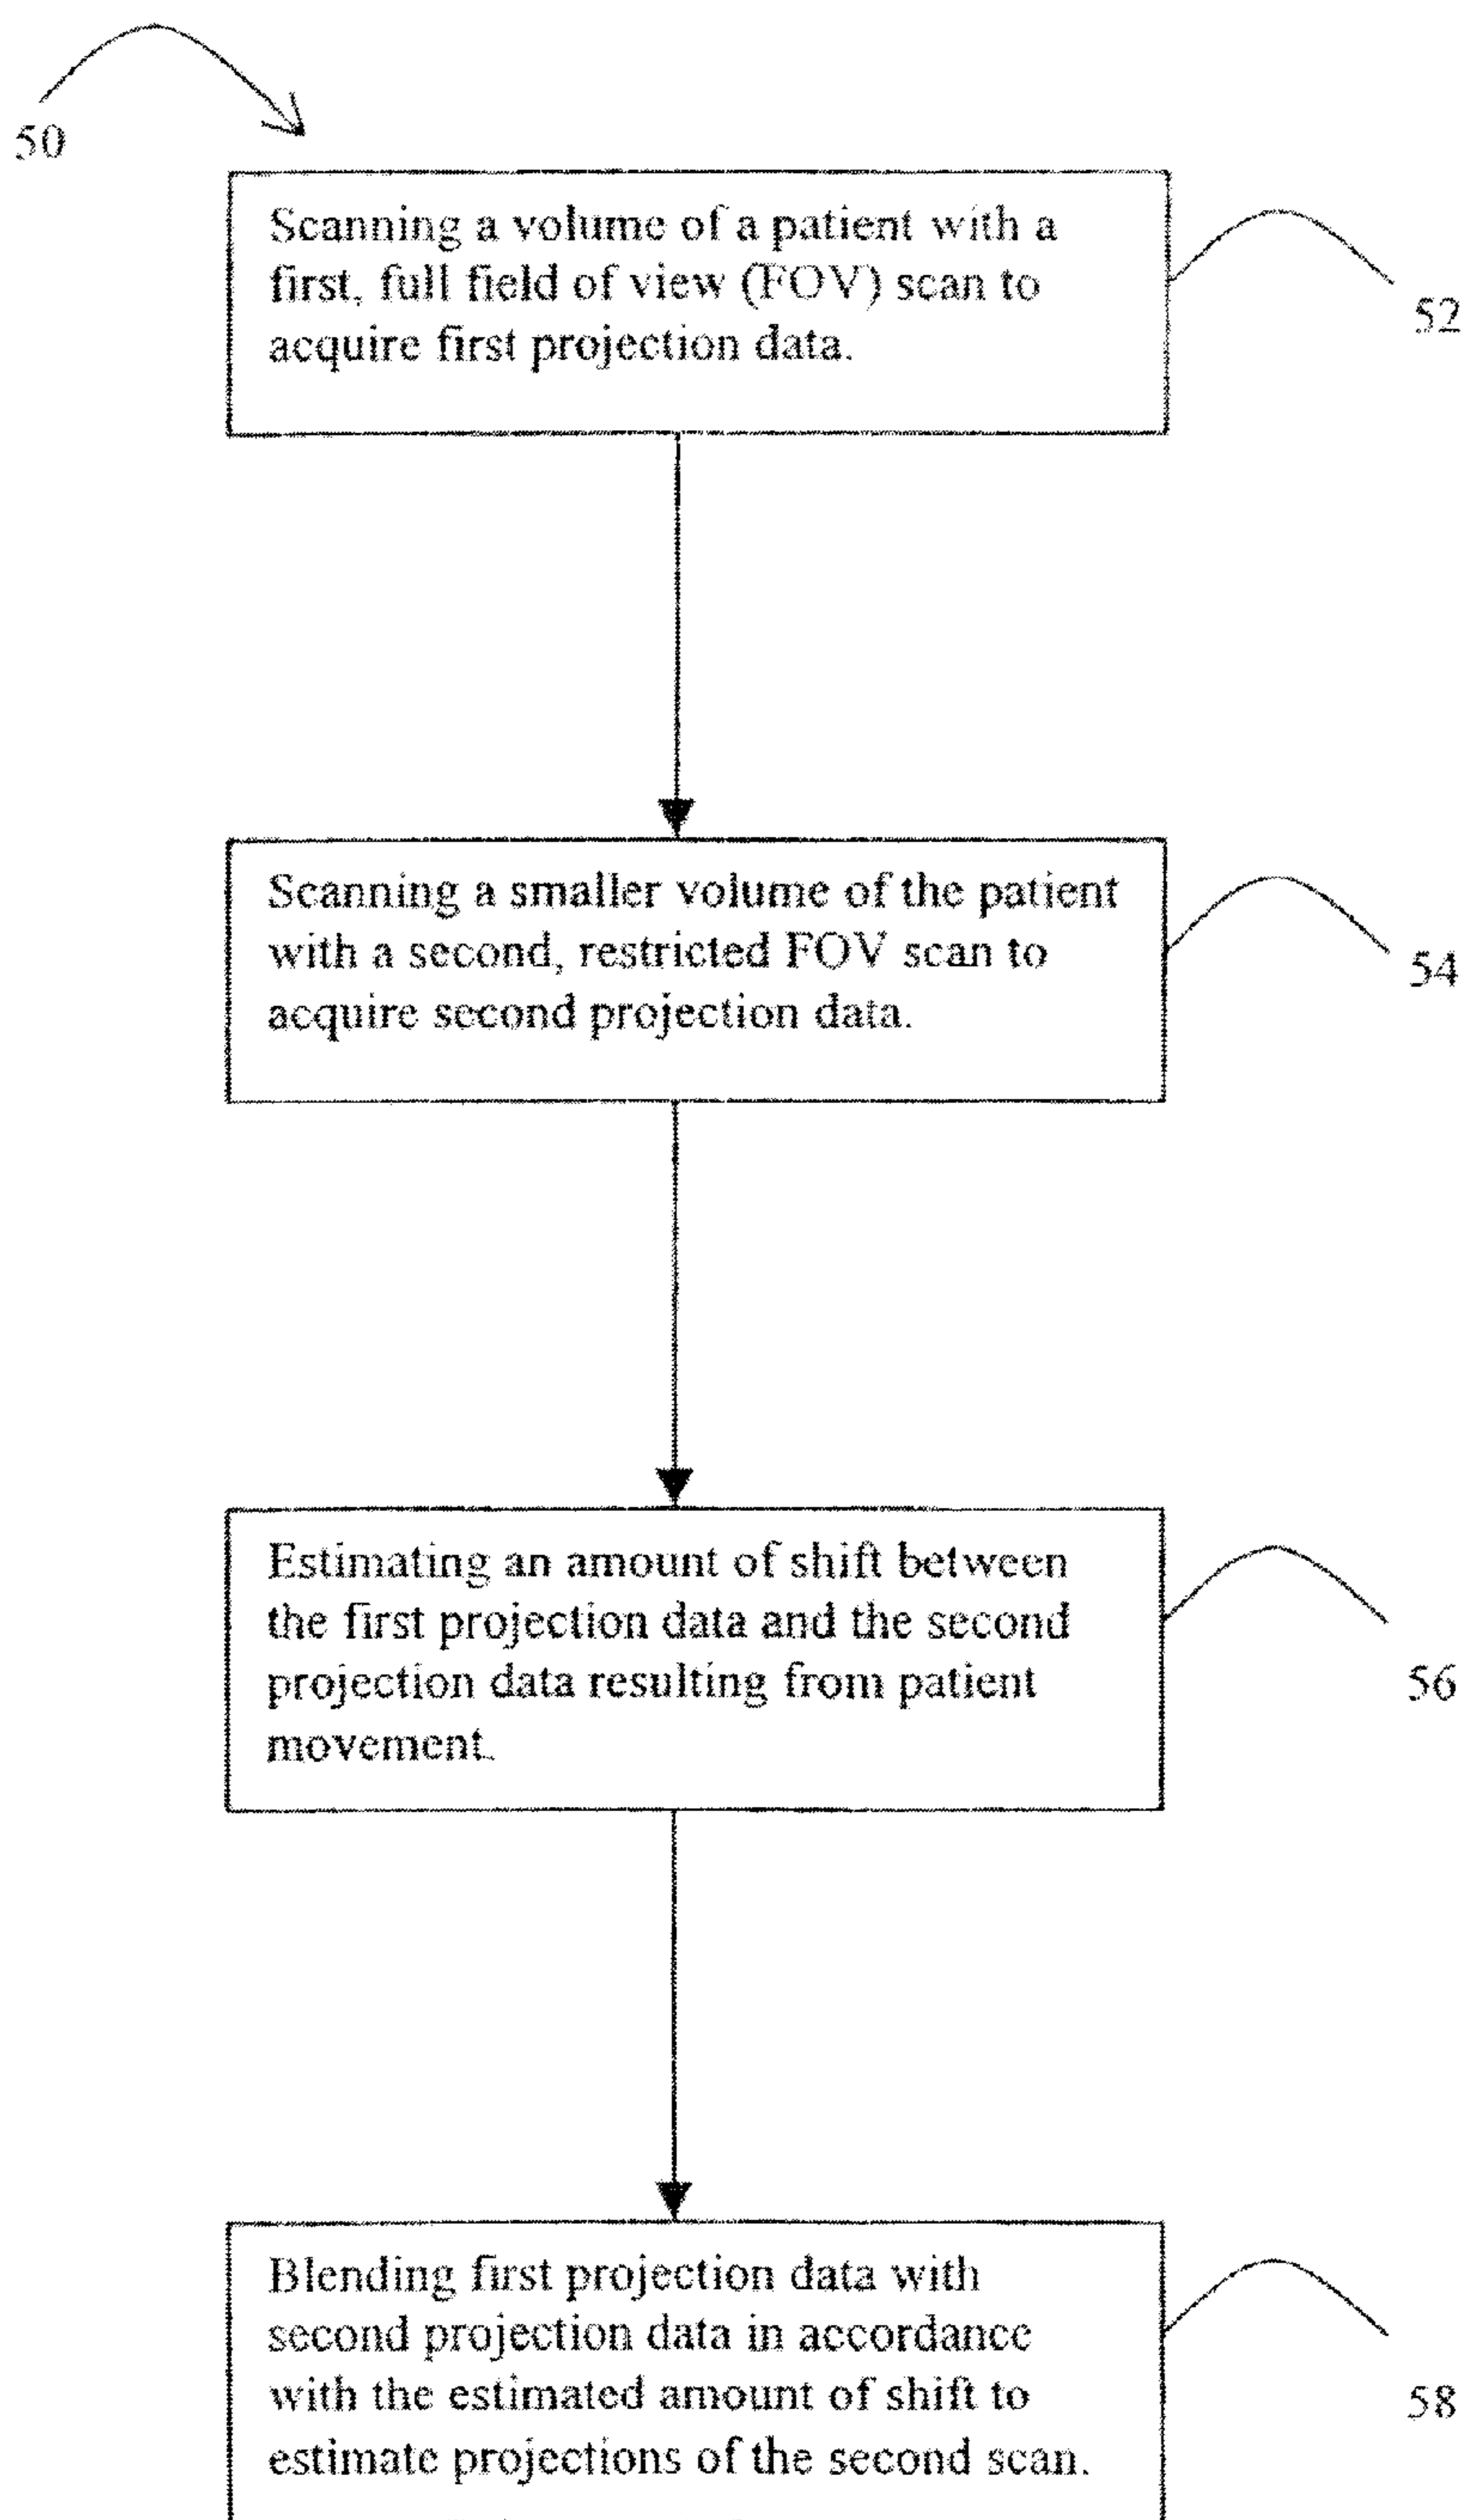 50
Scanning a volume of a patient with a
first, full field of view (FOV) scan to
acquire first projection data.
52
Scanning a smaller volume of the patient
with a second, restricted FOV scan to
acquire second projection data.
54
Estimating an amount of shift between
the first projection data and the second
projection data resulting from patient
movement.
56
Blending first projection data with
second projection data in accordance
with the estimated amount of shift to
estimate projections of the second scan.
58